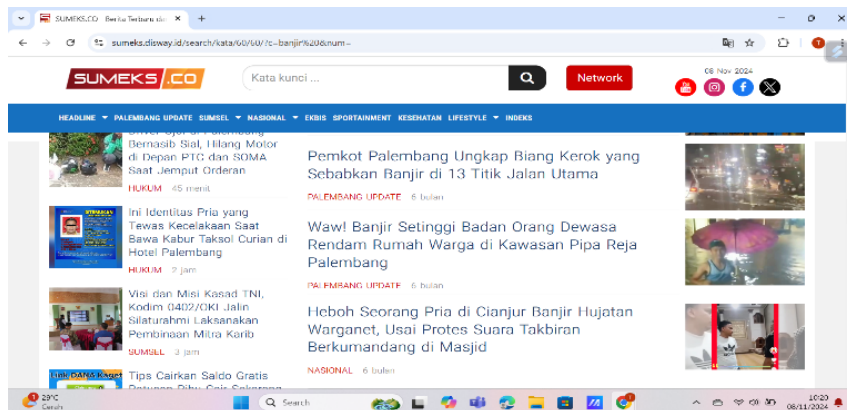 SUMEKS.CO Berita Terbaru da
sumeks.disway.id/search/kata/60/60/?c=banjir%20&num=
SUMEKS .CO
Kata kunci ...
Network
08 Nov 2024
HEADLINE PALEMBANG UPDATE SUMSEL NASIONAL EKBIS SPORTAINMENT KESEHATAN LIFESTYLE INDEKS
Bernasib Sial, Hilang Motor
di Depan PTC dan SOMA
Saat Jemput Orderan
HUKUM 45 menit
Ini Identitas Pria yang
Tewas Kecelakaan Saat
Bawa Kabur Taksol Curian di
Hotel Palembang
HUKUM 2 jam
Visi dan Misi Kasad TNI,
Kodim 0402/OKI Jalin
Silaturahmi Laksanakan
Pembinaan Mitra Karib
SUMSEL 3 jam
Link DANA Kaget
Tips Cairkan Saldo Gratis
Pemkot Palembang Ungkap Biang Kerok yang
Sebabkan Banjir di 13 Titik Jalan Utama
PALEMBANG UPDATE 6 bulan
Waw! Banjir Setinggi Badan Orang Dewasa
Rendam Rumah Warga di Kawasan Pipa Reja
Palembang
PALEMBANG UPDATE 6 bulan
Heboh Seorang Pria di Cianjur Banjir Hujatan
Warganet, Usai Protes Suara Takbiran
Berkumandang di Masjid
NASIONAL 6 bulan
29°C
Cerah
Search
10:20
08/11/2024